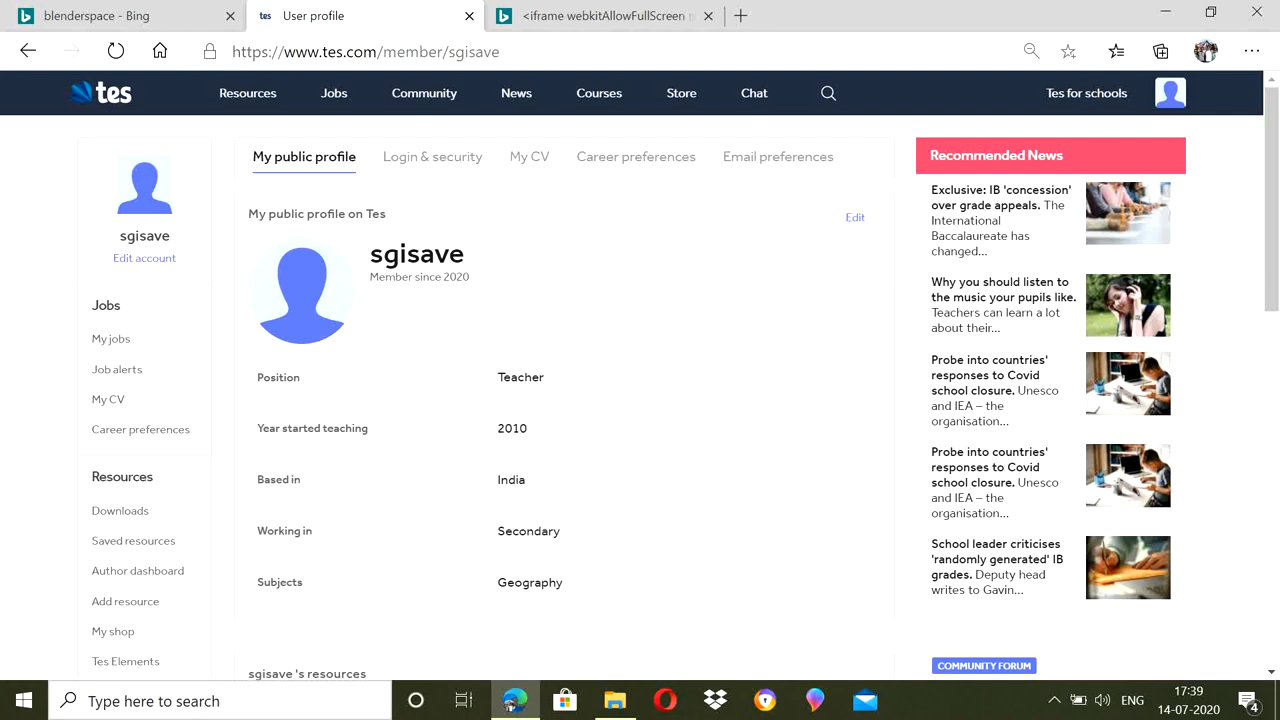 blenderspace - Bing
tes User profile
<iframe webkitAllowFullScreen
https://www.tes.com/member/sgisave
tes
Resources
Jobs
Community
News
Courses
Store
Chat
Tes for schools
sgisave
Edit account
Jobs
My jobs
Job alerts
My CV
Career preferences
Resources
Downloads
Saved resources
Author dashboard
Add resource
My shop
Tes Elements
My public profile
Login & security
My CV
Career preferences
Email preferences
My public profile on Tes
Edit
sgisave
Member since 2020
Position Teacher
Year started teaching 2010
Based in India
Working in Secondary
Subjects Geography
sgisave 's resources
Recommended News
Exclusive: IB 'concession'
over grade appeals. The
International
Baccalaureate has
changed...
Why you should listen to
the music your pupils like.
Teachers can learn a lot
about their...
Probe into countries'
responses to Covid
school closure. Unesco
and IEA – the
organisation...
Probe into countries'
responses to Covid
school closure. Unesco
and IEA – the
organisation...
School leader criticises
'randomly generated' IB
grades. Deputy head
writes to Gavin...
COMMUNITY FORUM
Type here to search
ENG
17:39
14-07-2020
4